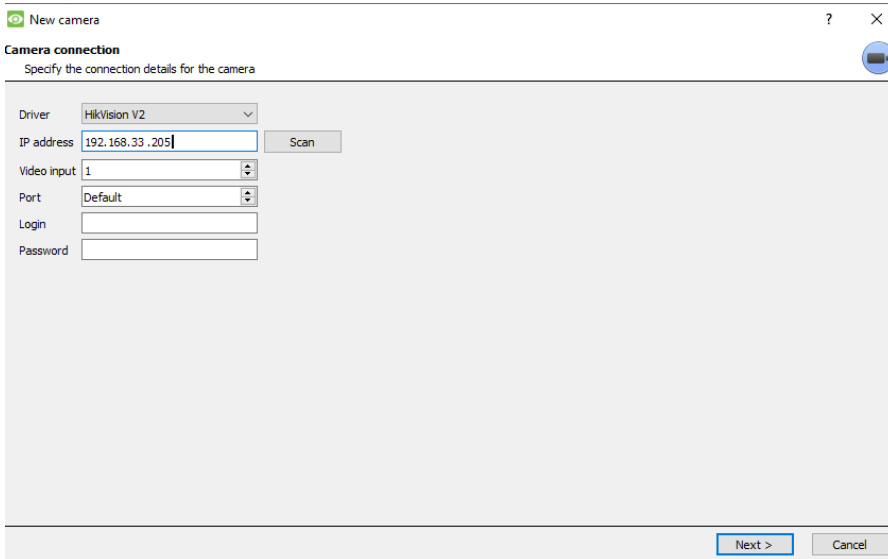 New camera ?
Camera connection
Specify the connection details for the camera
Driver HikVision V2
IP address 192.168.33 .205 Scan
Video input 1
Port Default
Login
Password
Next > Cancel